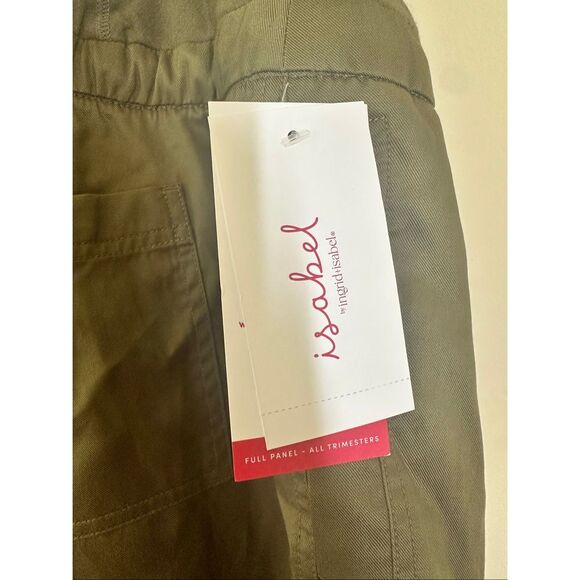 isabel
by ingrid+isabel®
FULL PANEL - ALL TRIMESTERS